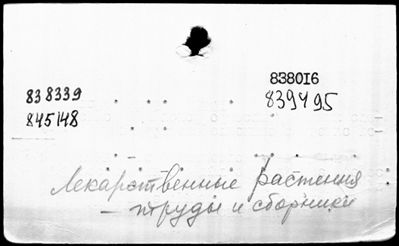 838016
838339
839495
845148
Лекарственные растения
— труды и сборники